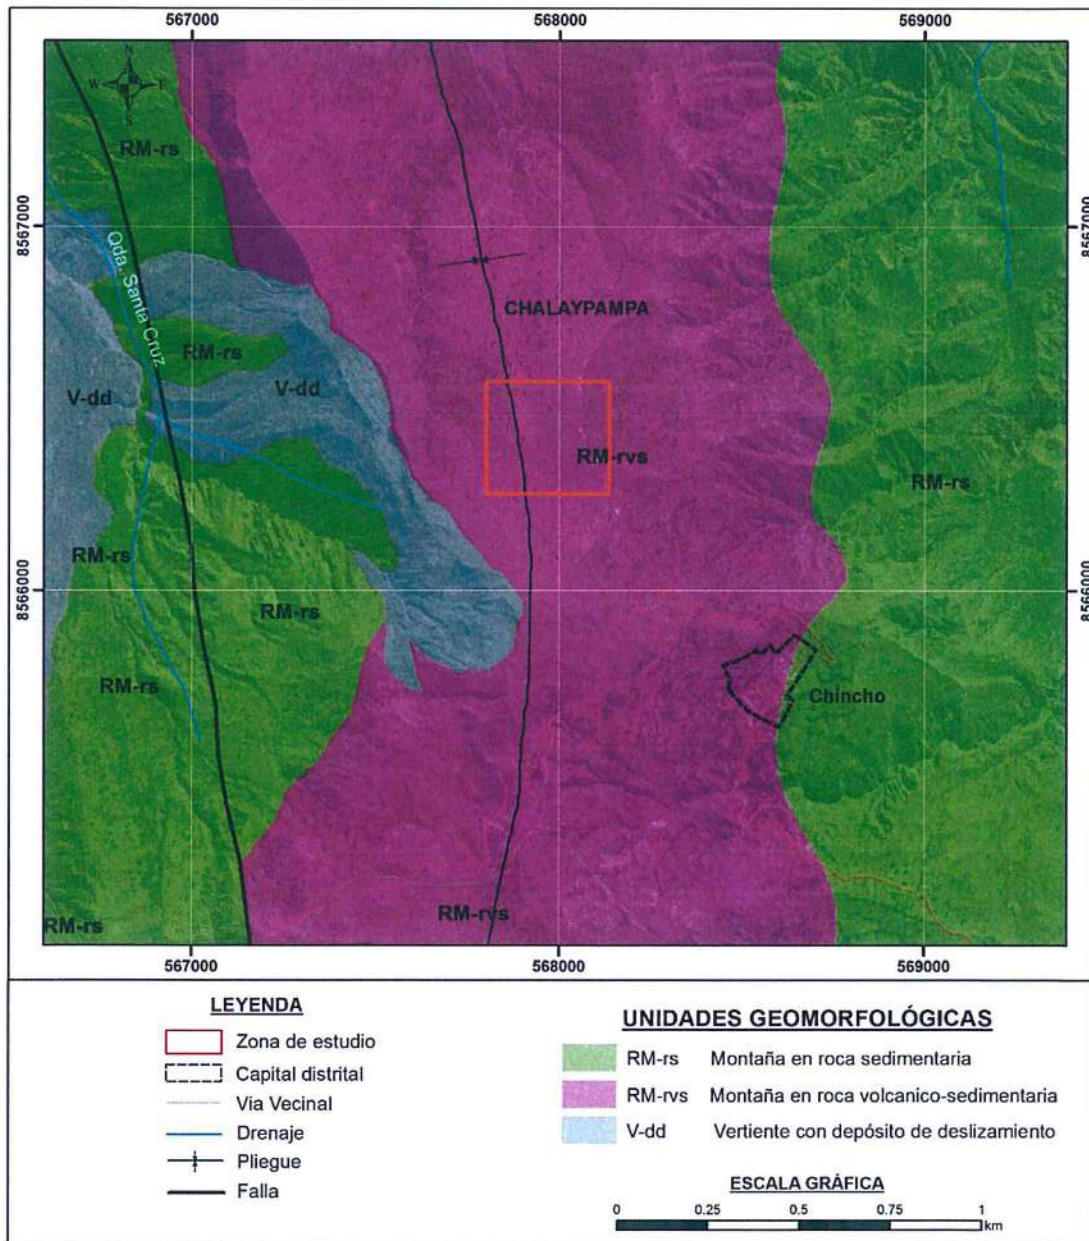 567000 568000 569000
N
W E
S
RM-rs
8567000 8567000
Qda. Santa Cruz
CHALAYPAMPA
RM-rs
V-dd
V-dd
RM-rvs
RM-rs
RM-rs
8566000 8566000
RM-rs
RM-rs
Chincho
RM-rvs
RM-rs
567000 568000 569000
LEYENDA
Zona de estudio
Capital distrital
Via Vecinal
Drenaje
Pliegue
Falla
UNIDADES GEOMORFOLÓGICAS
RM-rs Montaña en roca sedimentaria
RM-rvs Montaña en roca volcanico-sedimentaria
V-dd Vertiente con depósito de deslizamiento
ESCALA GRÁFICA
0 0.25 0.5 0.75 1
km